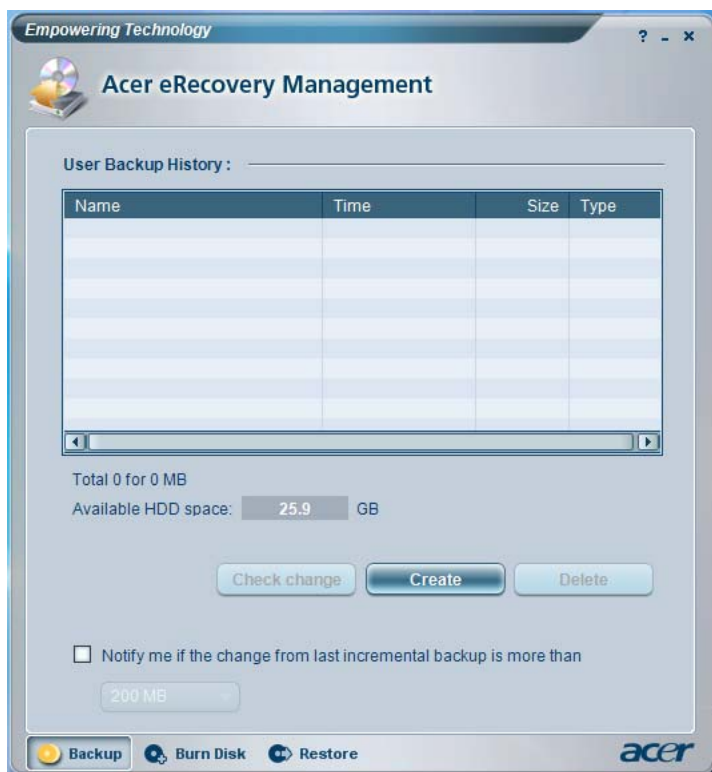 Empowering Technology
? - ×
Acer eRecovery Management
User Backup History :
Name Time Size Type
Total 0 for 0 MB
Available HDD space: 25.9 GB
Check change Create Delete
Notify me if the change from last incremental backup is more than
200 MB
Backup Burn Disk Restore acer